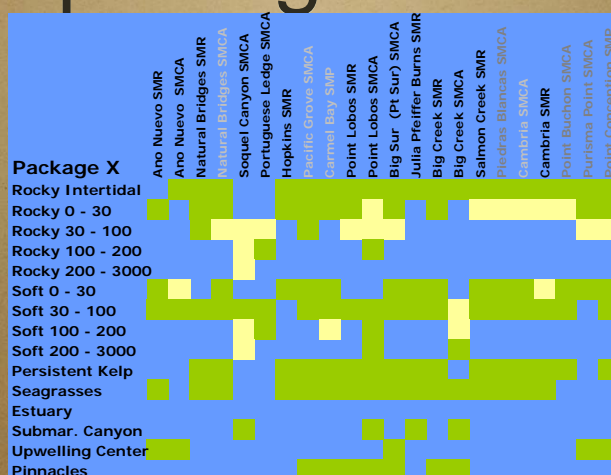 Ano Nuevo SMR
Ano Nuevo SMCA
Natural Bridges SMR
Natural Bridges SMCA
Soquel Canyon SMCA
Portuguese Ledge SMCA
Hopkins SMR
Pacific Grove SMCA
Carmel Bay SMP
Point Lobos SMR
Point Lobos SMCA
Big Sur (Pt Sur) SMCA
Julia Pfeiffer Burns SMR
Big Creek SMR
Big Creek SMCA
Salmon Creek SMR
Piedras Blancas SMCA
Cambria SMCA
Cambria SMR
Point Buchon SMCA
Purisma Point SMCA
Package X
Rocky Intertidal
Rocky 0 - 30
Rocky 30 - 100
Rocky 100 - 200
Rocky 200 - 3000
Soft 0 - 30
Soft 30 - 100
Soft 100 - 200
Soft 200 - 3000
Persistent Kelp
Seagrasses
Estuary
Submar. Canyon
Upwelling Center
Pinnacles